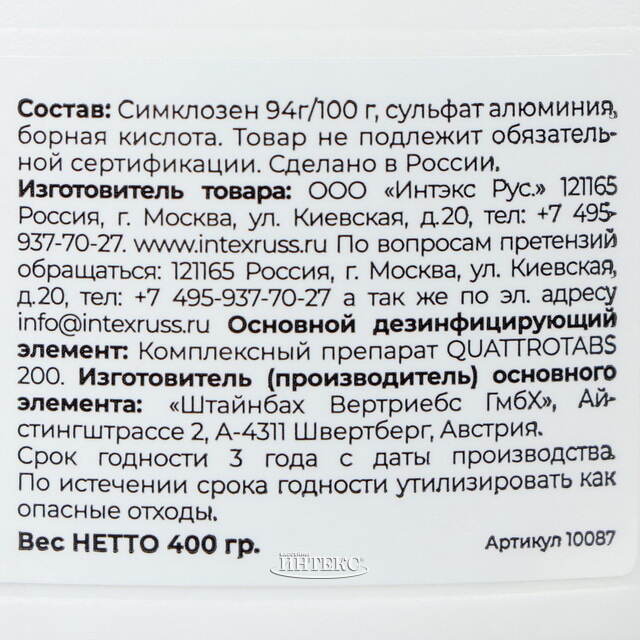 Состав: Симклозен 94г/100 г, сульфат алюминия,
борная кислота. Товар не подлежит обязатель-
ной сертификации. Сделано в России.
Изготовитель товара: ООО «Интэкс Рус.» 121165
Россия, г. Москва, ул. Киевская, д.20, тел: +7 495-
937-70-27. www.intexruss.ru По вопросам претензий
обращаться: 121165 Россия, г. Москва, ул. Киевская,
д.20, тел: +7 495-937-70-27 а так же по эл. адресу
info@intexruss.ru Основной дезинфицирующий
элемент: Комплексный препарат QUATTROTABS
200. Изготовитель (производитель) основного
элемента: «Штайнбах Вертриебс ГмбХ», Ай-
стингштрассе 2, А-4311 Швертберг, Австрия.
Срок годности 3 года с даты производства.
По истечении срока годности утилизировать как
опасные отходы.
Вес НЕТТО 400 гр.
Артикул 10087
БАССЕЙНЫ
ИНТЕКС®